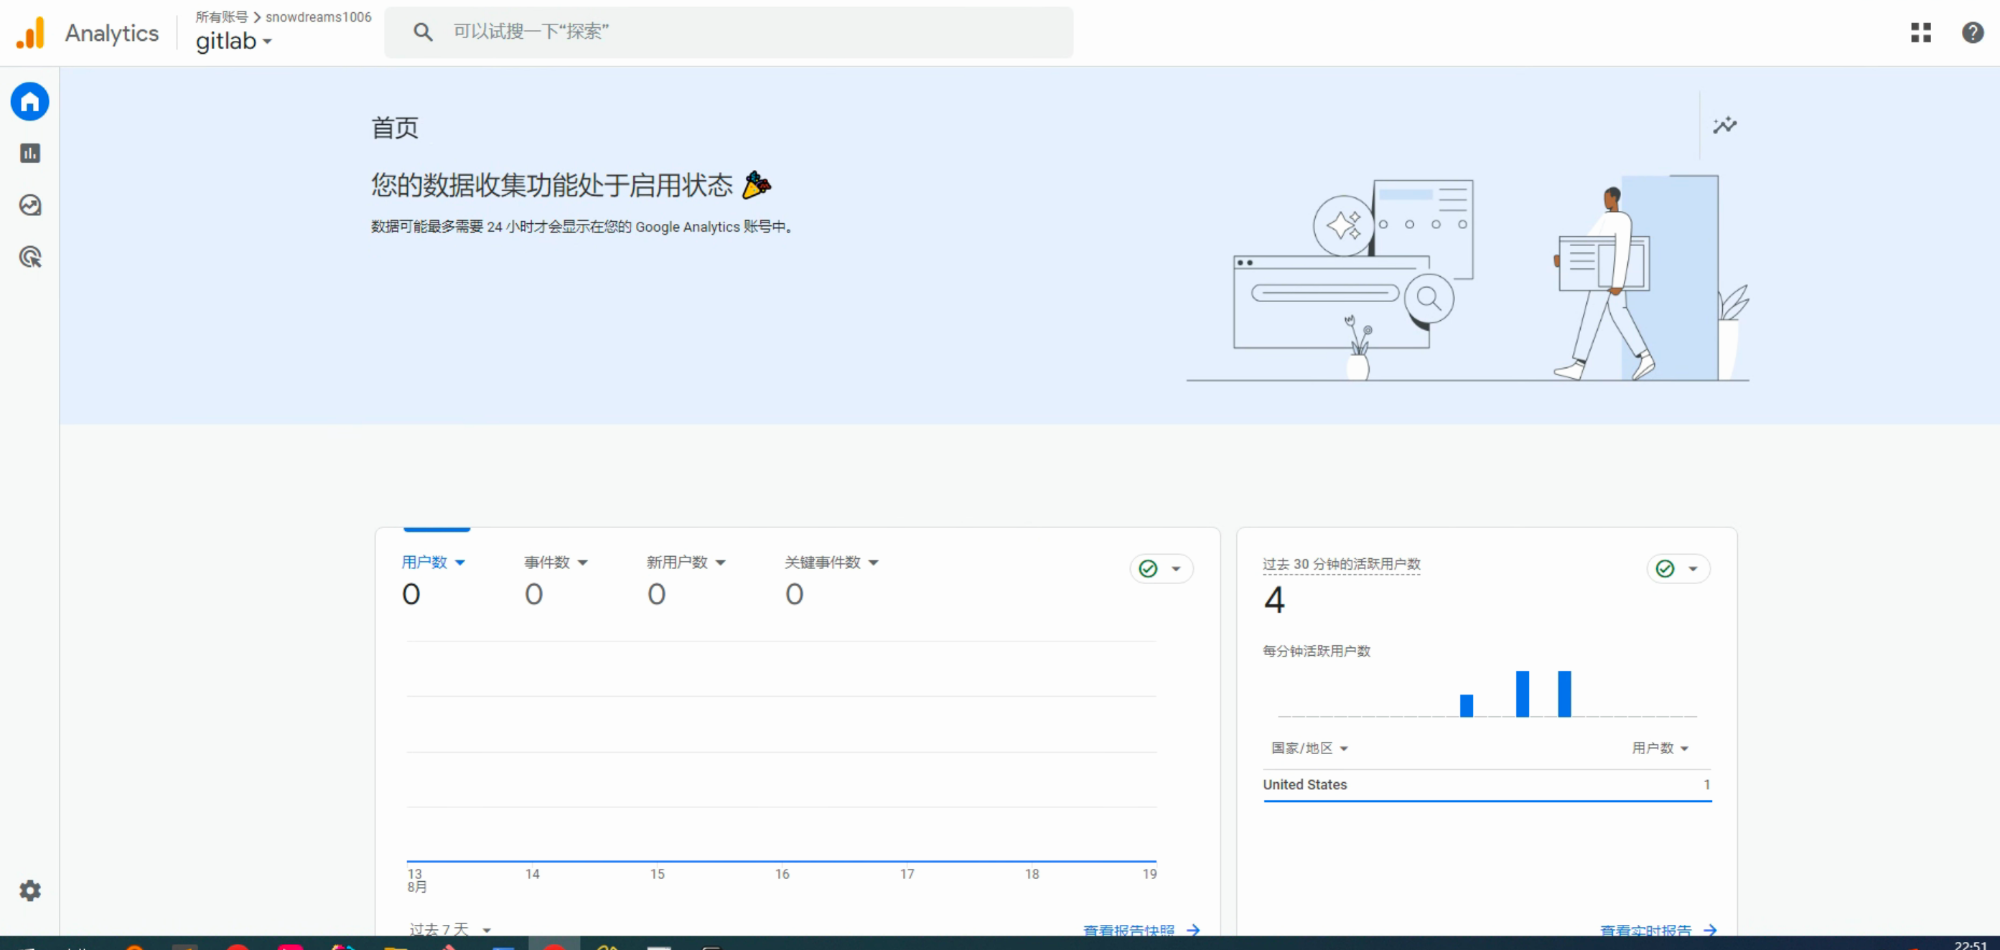 Analytics
所有账号 > snowdreams1006
gitlab
可以试搜一下“探索”
首页
您的数据收集功能处于启用状态
数据可能最多需要 24 小时才会显示在您的 Google Analytics 账号中。
用户数 事件数 新用户数 关键事件数
0 0 0 0
13 14 15 16 17 18 19
8月
过去 7 天
查看报告快照
过去 30 分钟的活跃用户数
4
每分钟活跃用户数
国家/地区 用户数
United States 1
查看实时报告
22:51